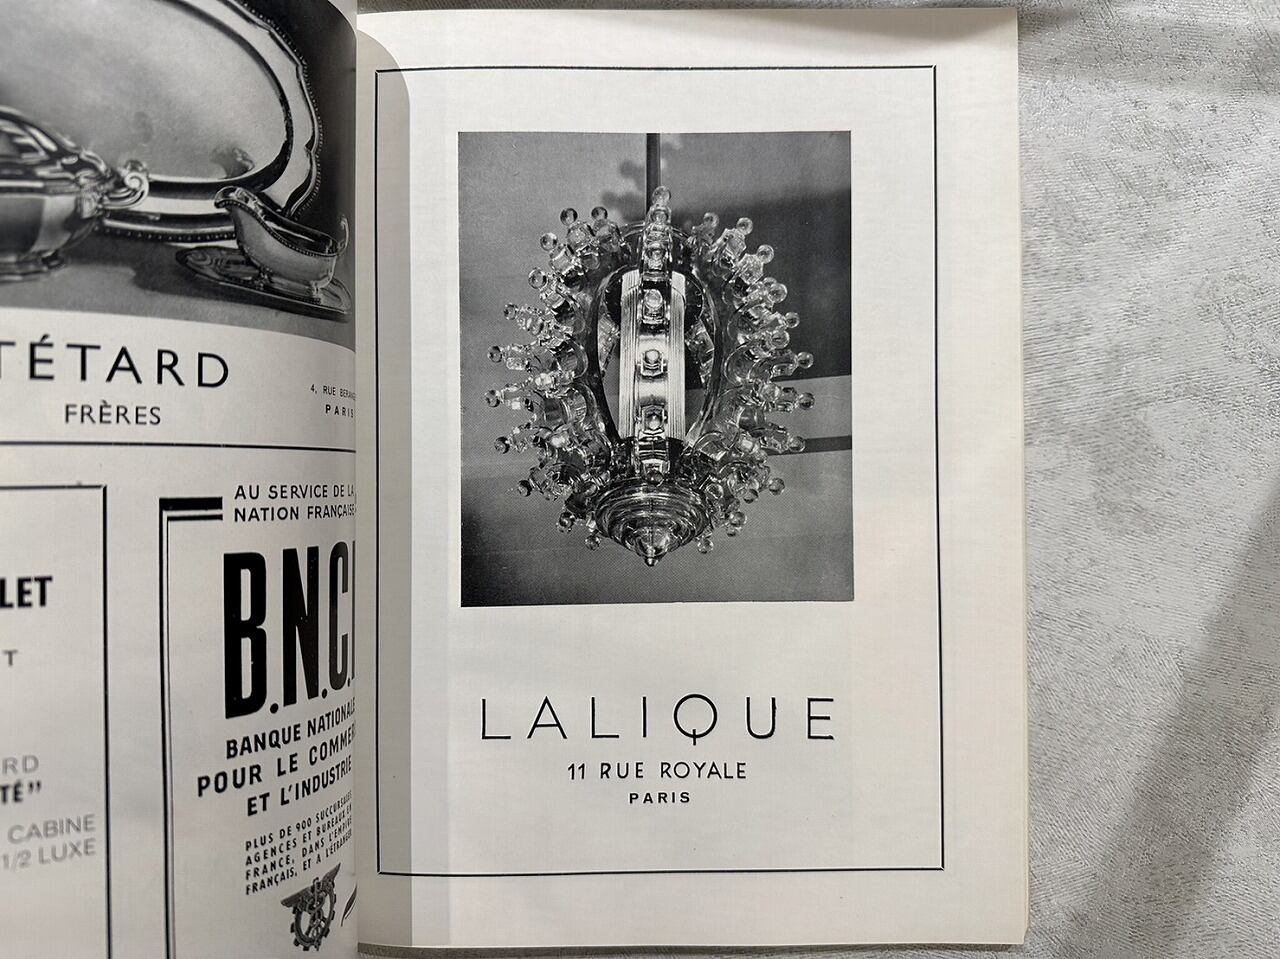 TÉTARD
FRÈRES
4, RUE
PARIS
LET
T
RD
TÉ"
CABINE
1/2 LUXE
AU SERVICE DE LA
NATION FRANÇAISE
B.N.C.I
BANQUE NATIONALE
POUR LE
ET L'INDUSTRIE
PLUS DE 900 SUCCURSALES
AGENCES ET BUREAUX EN
FRANCE, DANS L'EMPIRE
FRANÇAIS, ET A L'ÉTRANGER
LALIQUE
11 RUE ROYALE
PARIS